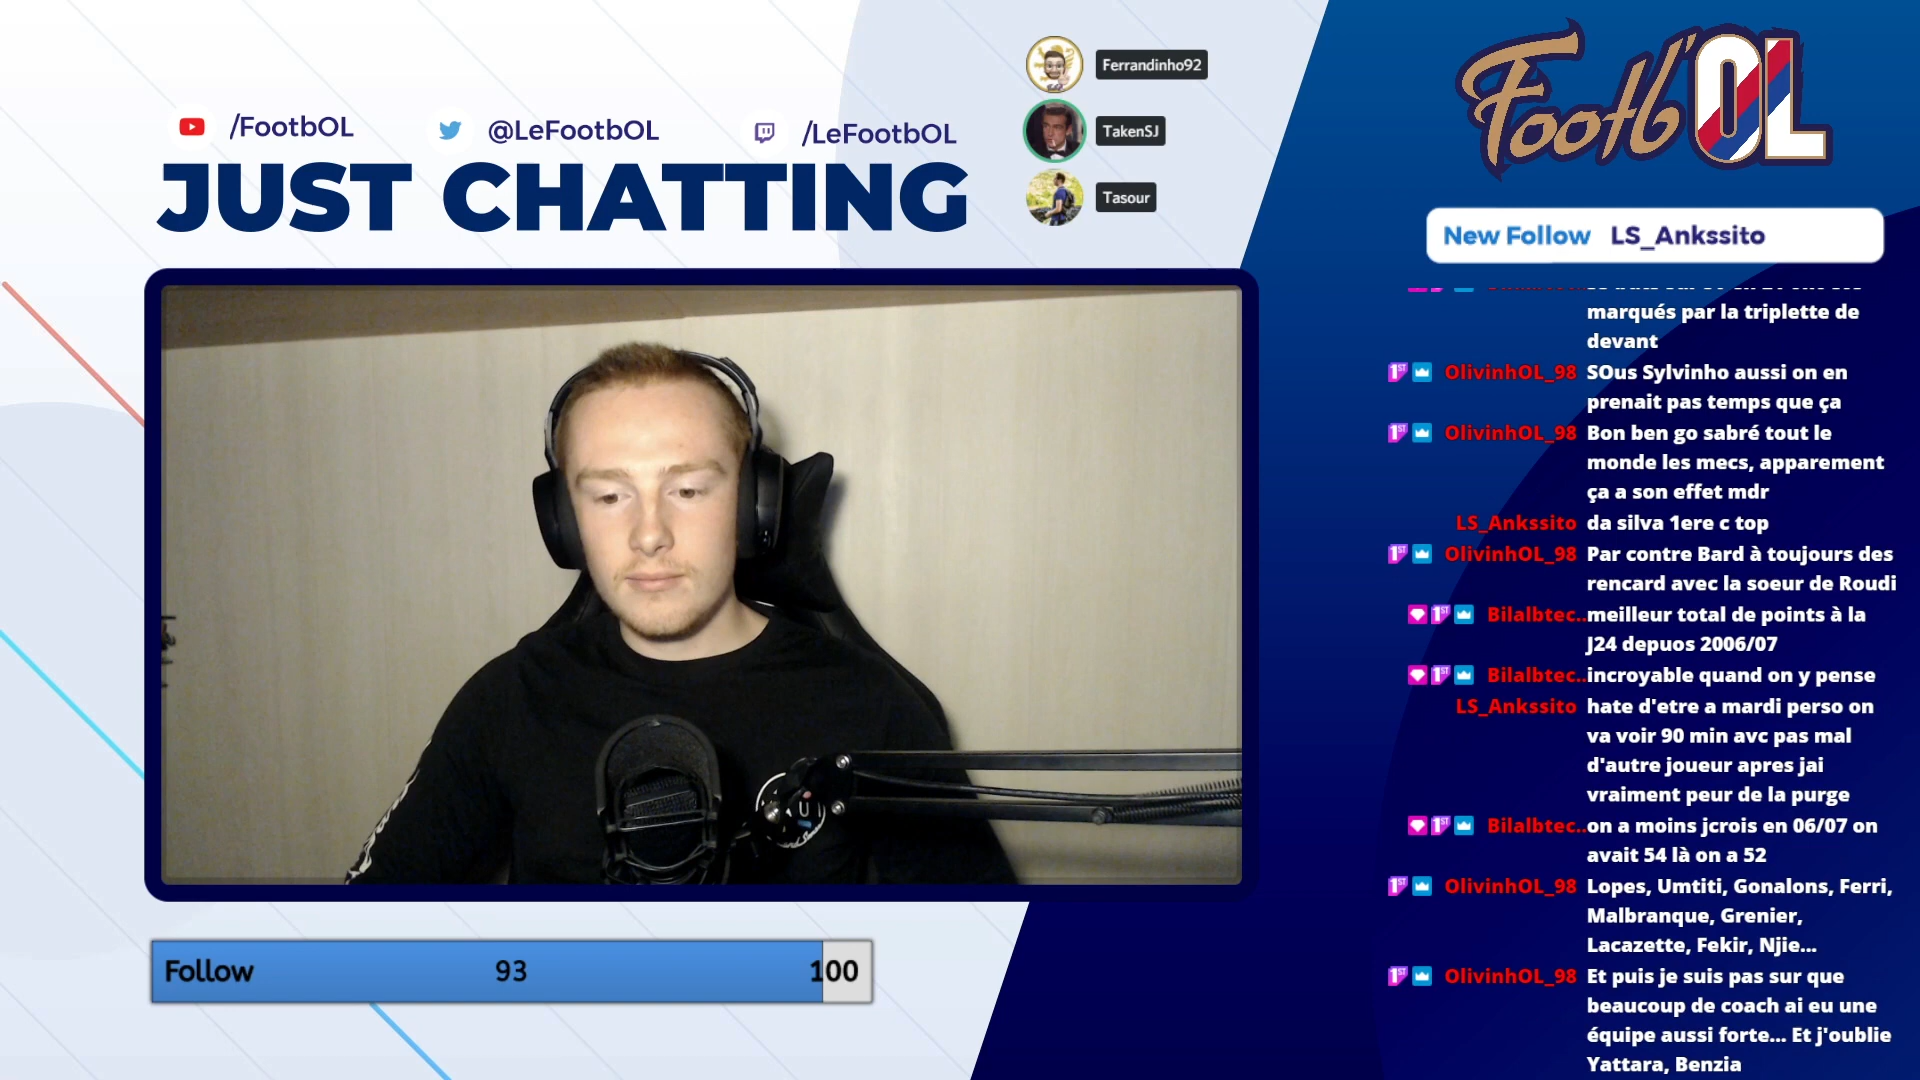 /FootbOL
@LeFootbOL
/LeFootbOL
JUST CHATTING
Ferrandinho92
TakenSJ
Tasour
Footb'OL
New Follow LS_Ankssito
marqués par la triplette de
devant
OlivinhOL_98 SOus Sylvinho aussi on en
prenait pas temps que ça
OlivinhOL_98 Bon ben go sabré tout le
monde les mecs, apparement
ça a son effet mdr
LS_Ankssito da silva 1ere c top
OlivinhOL_98 Par contre Bard à toujours des
rencard avec la soeur de Roudi
Bilalbtec.. meilleur total de points à la
J24 depuos 2006/07
Bilalbtec.. incroyable quand on y pense
LS_Ankssito hate d'etre a mardi perso on
va voir 90 min avc pas mal
d'autre joueur apres jai
vraiment peur de la purge
Bilalbtec.. on a moins jcrois en 06/07 on
avait 54 là on a 52
OlivinhOL_98 Lopes, Umtiti, Gonalons, Ferri,
Malbranque, Grenier,
Lacazette, Fekir, Njie...
OlivinhOL_98 Et puis je suis pas sur que
beaucoup de coach ai eu une
équipe aussi forte... Et j'oublie
Yattara, Benzia
Follow 93 100